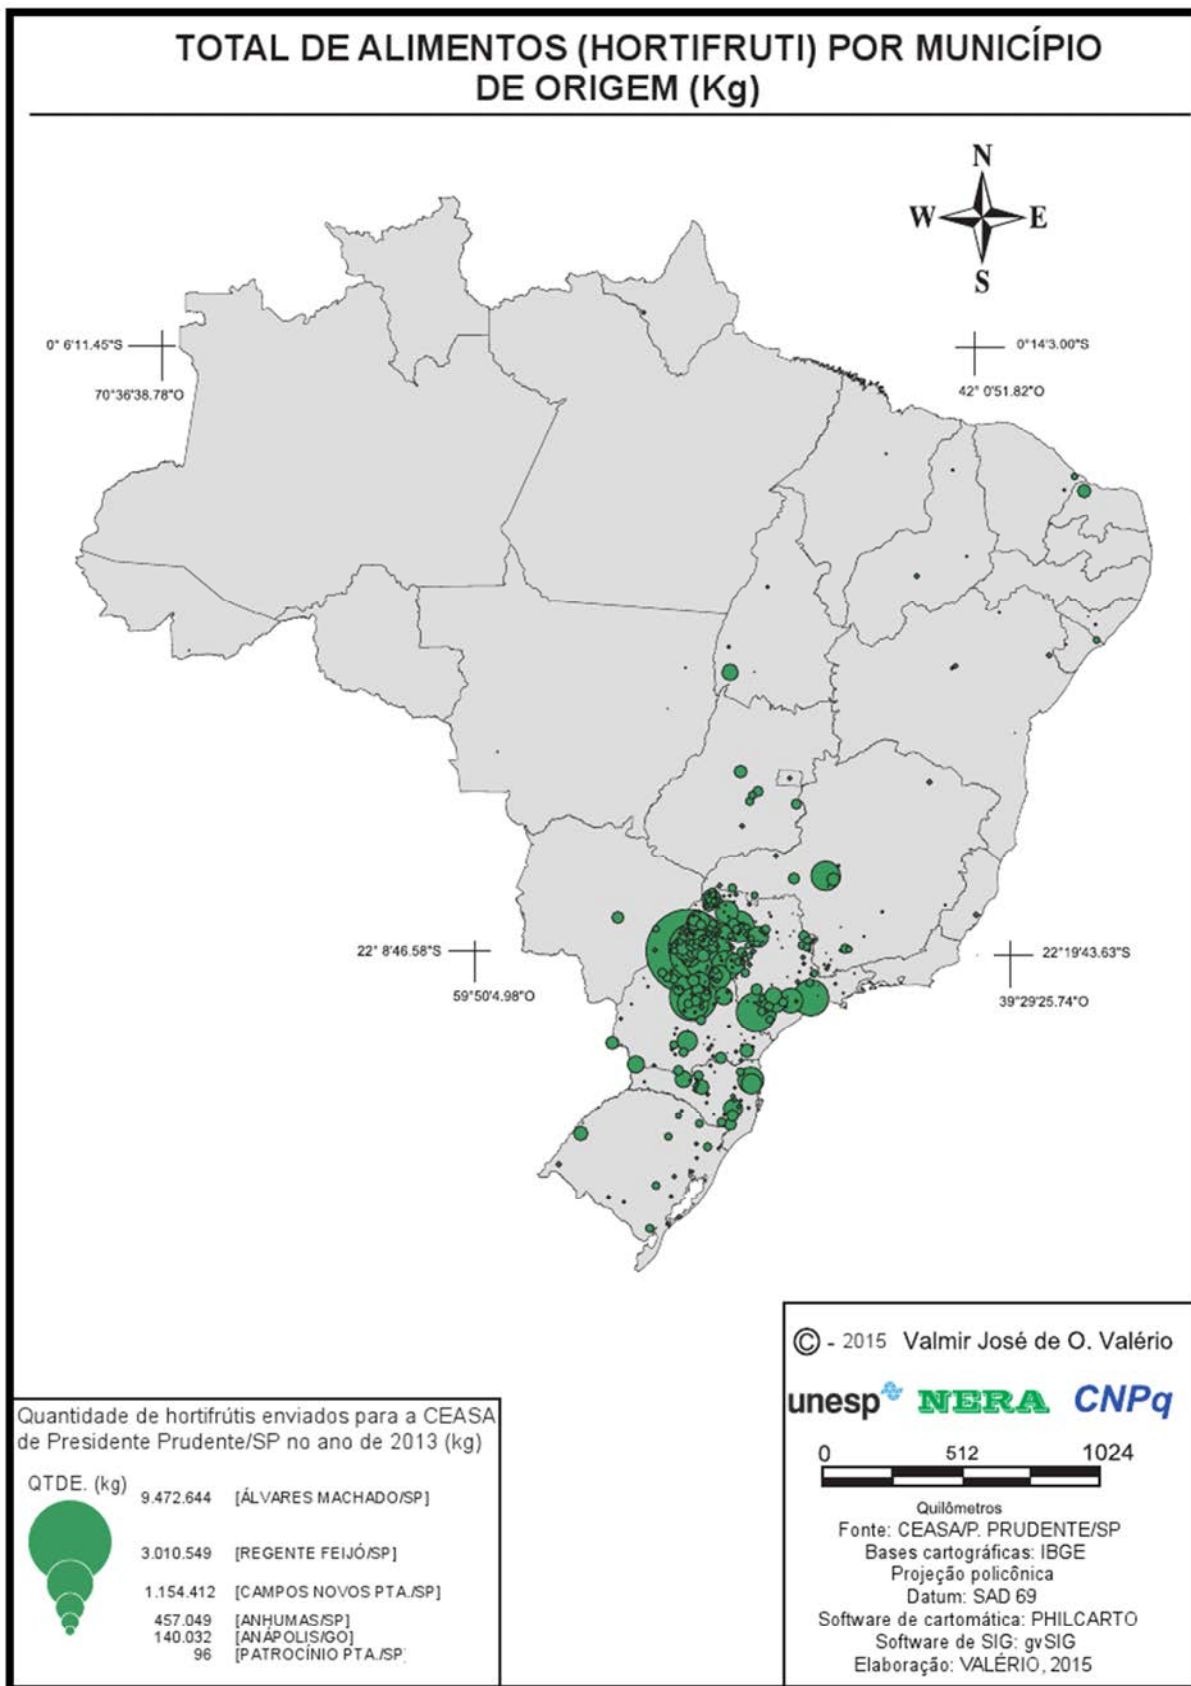 TOTAL DE ALIMENTOS (HORTIFRUTI) POR MUNICÍPIO
DE ORIGEM (Kg)
N
W E
S
0° 6'11.45"S
70°36'38.78"O
0°14'3.00"S
42° 0'51.82"O
22° 8'46.58"S
59°50'4.98"O
22°19'43.63"S
39°29'25.74"O
Quantidade de hortifrútis enviados para a CEASA
de Presidente Prudente/SP no ano de 2013 (kg)
QTDE. (kg)
9.472.644 [ÁLVARES MACHADO/SP]
3.010.549 [REGENTE FEIJÓ/SP]
1.154.412 [CAMPOS NOVOS PTA./SP]
457.049 [ANHUMAS/SP]
140.032 [ANÁPOLIS/GO]
96 [PATROCÍNIO PTA./SP
© - 2015 Valmir José de O. Valério
unesp NERA CNPq
0 512 1024
Quilômetros
Fonte: CEASA/P. PRUDENTE/SP
Bases cartográficas: IBGE
Projeção policônica
Datum: SAD 69
Software de cartomática: PHILCARTO
Software de SIG: gvSIG
Elaboração: VALÉRIO, 2015